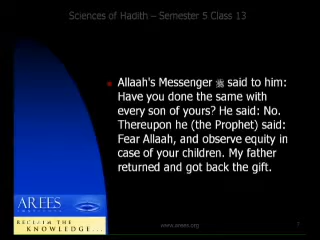 Sciences of Hadith – Semester 5 Class 13
Allaah's Messenger ﷺ said to him:
Have you done the same with
every son of yours? He said: No.
Thereupon he (the Prophet) said:
Fear Allaah, and observe equity in
case of your children. My father
returned and got back the gift.
AREES
RECLAIM THE
KNOWLEDGE
www.arees.org
7